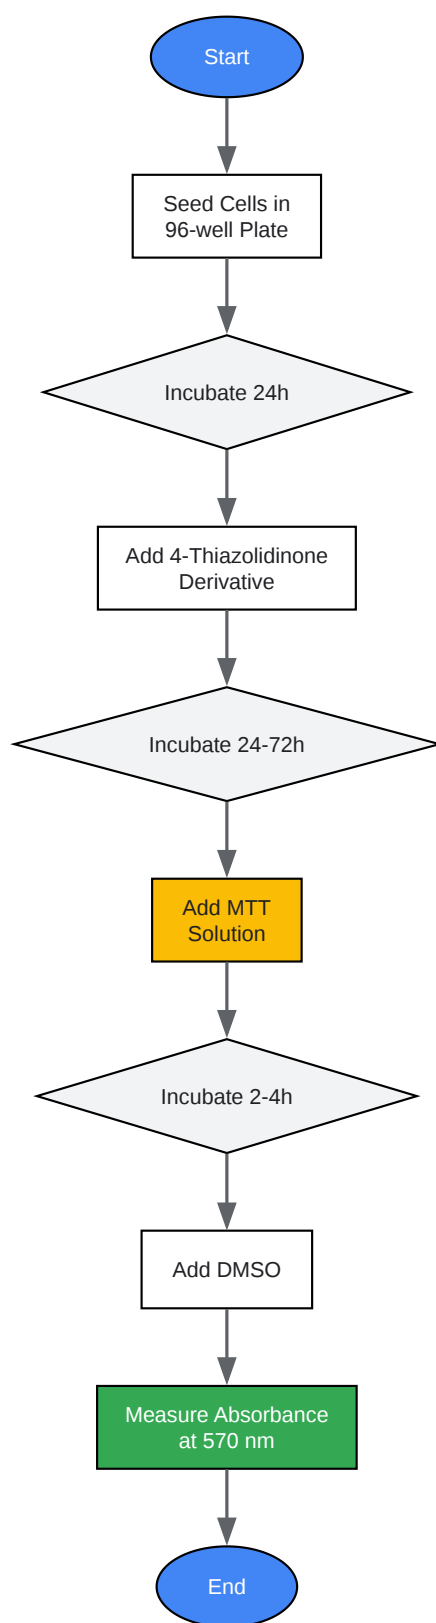 Start
Seed Cells in
96-well Plate
Incubate 24h
Add 4-Thiazolidinone
Derivative
Incubate 24-72h
Add MTT
Solution
Incubate 2-4h
Add DMSO
Measure Absorbance
at 570 nm
End